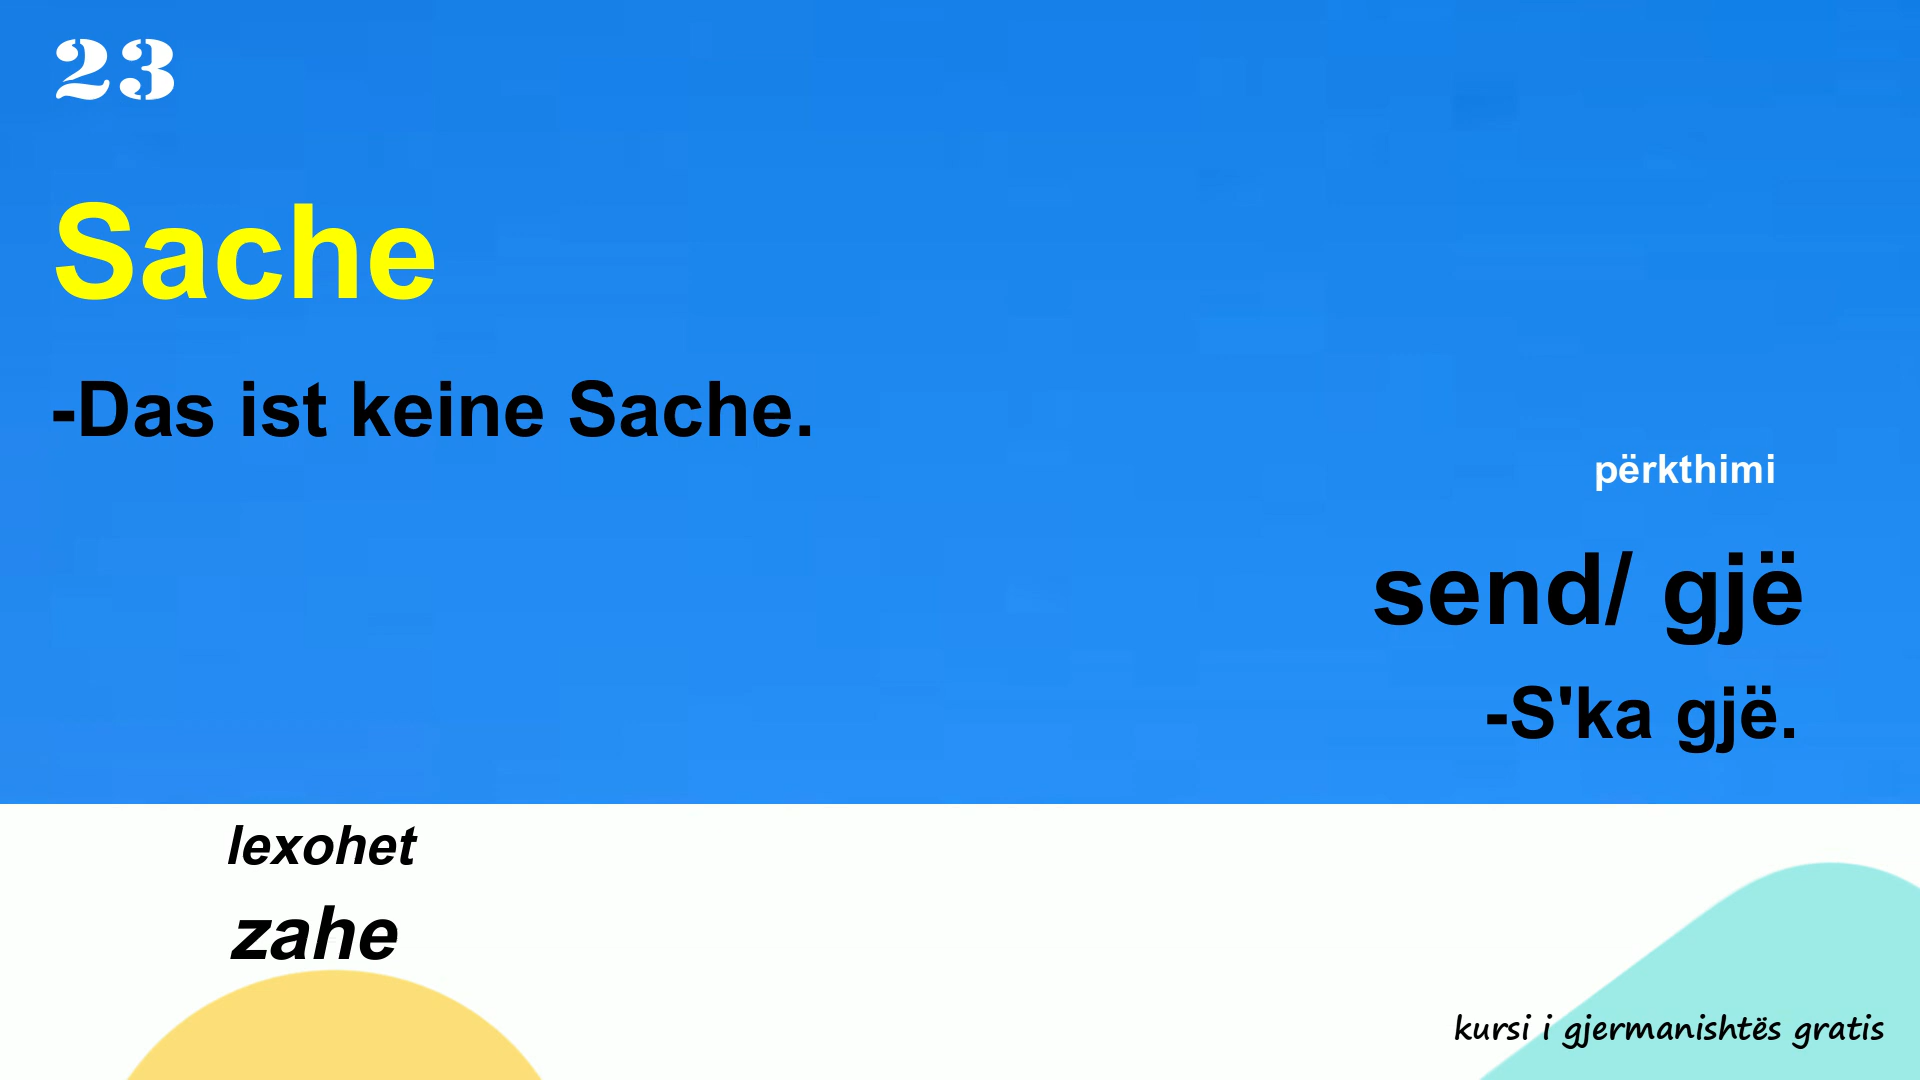 23
Sache
-Das ist keine Sache.
përkthimi
send/ gjë
-S'ka gjë.
lexohet
zahe
kursi i gjermanishtës gratis